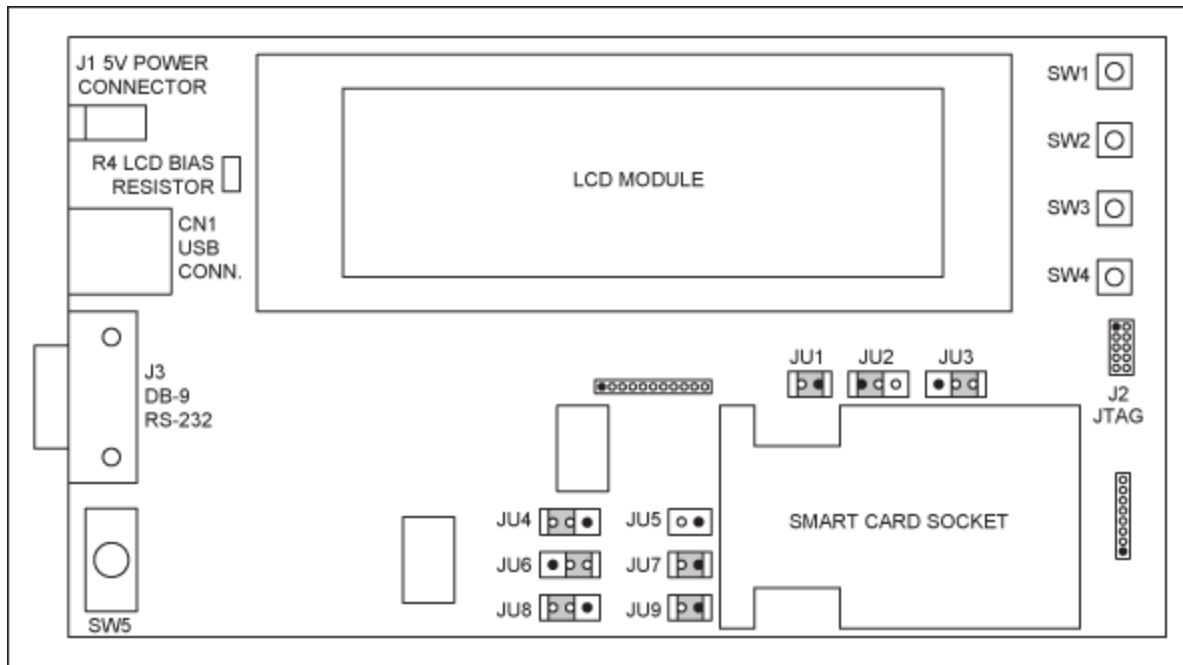 J1 5V POWER
CONNECTOR
R4 LCD BIAS
RESISTOR
CN1
USB
CONN.
J3
DB-9
RS-232
SW5
LCD MODULE
SW1
SW2
SW3
SW4
JU1
JU2
JU3
J2
JTAG
JU4
JU5
JU6
JU7
JU8
JU9
SMART CARD SOCKET